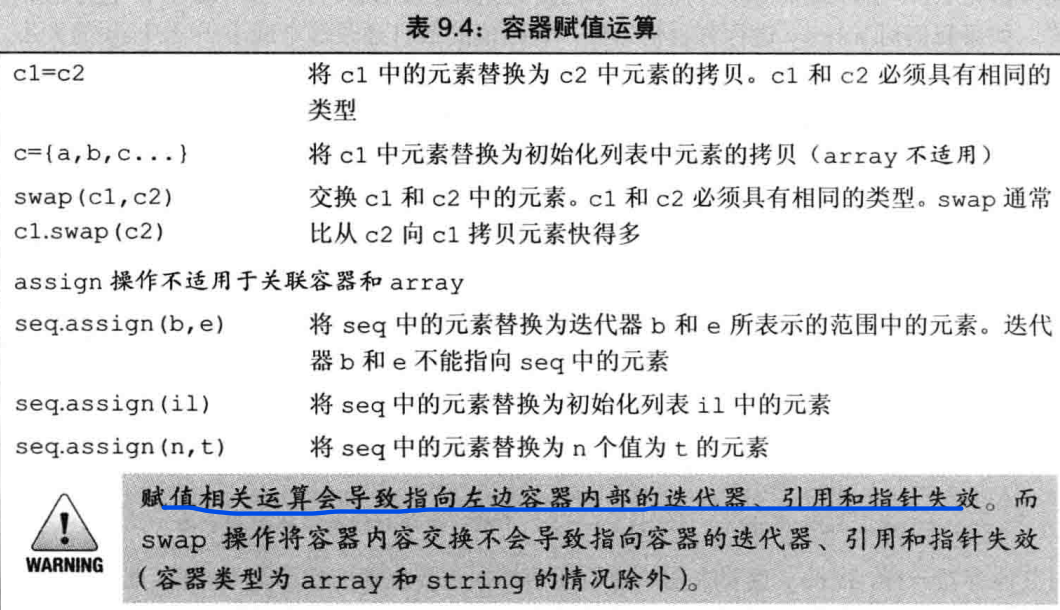 表 9.4：容器赋值运算
c1=c2 将 c1 中的元素替换为 c2 中元素的拷贝。c1 和 c2 必须具有相同的
类型
c={a,b,c...} 将 c1 中元素替换为初始化列表中元素的拷贝（array 不适用）
swap(c1,c2) 交换 c1 和 c2 中的元素。c1 和 c2 必须具有相同的类型。swap 通常
c1.swap(c2) 比从 c2 向 c1 拷贝元素快得多
assign 操作不适用于关联容器和 array
seq.assign(b,e) 将 seq 中的元素替换为迭代器 b 和 e 所表示的范围中的元素。迭代
器 b 和 e 不能指向 seq 中的元素
seq.assign(il) 将 seq 中的元素替换为初始化列表 il 中的元素
seq.assign(n,t) 将 seq 中的元素替换为 n 个值为 t 的元素
赋值相关运算会导致指向左边容器内部的迭代器、引用和指针失效。而
swap 操作将容器内容交换不会导致指向容器的迭代器、引用和指针失效
WARNING
（容器类型为 array 和 string 的情况除外）。